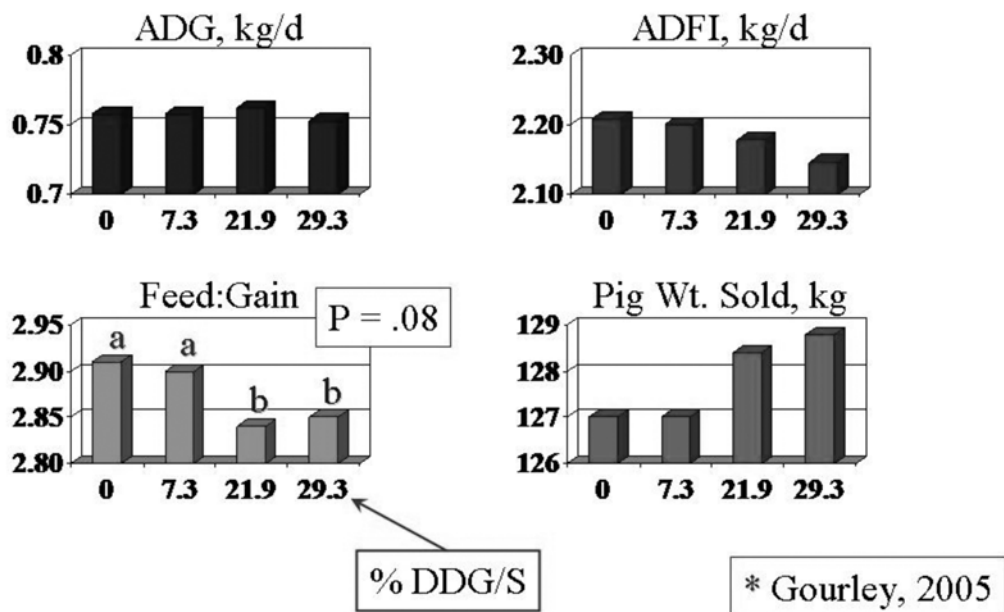 ADG, kg/d
0.8
0.75
0.7
0 7.3 21.9 29.3
ADFI, kg/d
2.30
2.20
2.10
0 7.3 21.9 29.3
Feed:Gain
P = .08
2.95
2.90
2.85
2.80
a a b b
0 7.3 21.9 29.3
Pig Wt. Sold, kg
129
128
127
126
0 7.3 21.9 29.3
% DDG/S
* Gourley, 2005